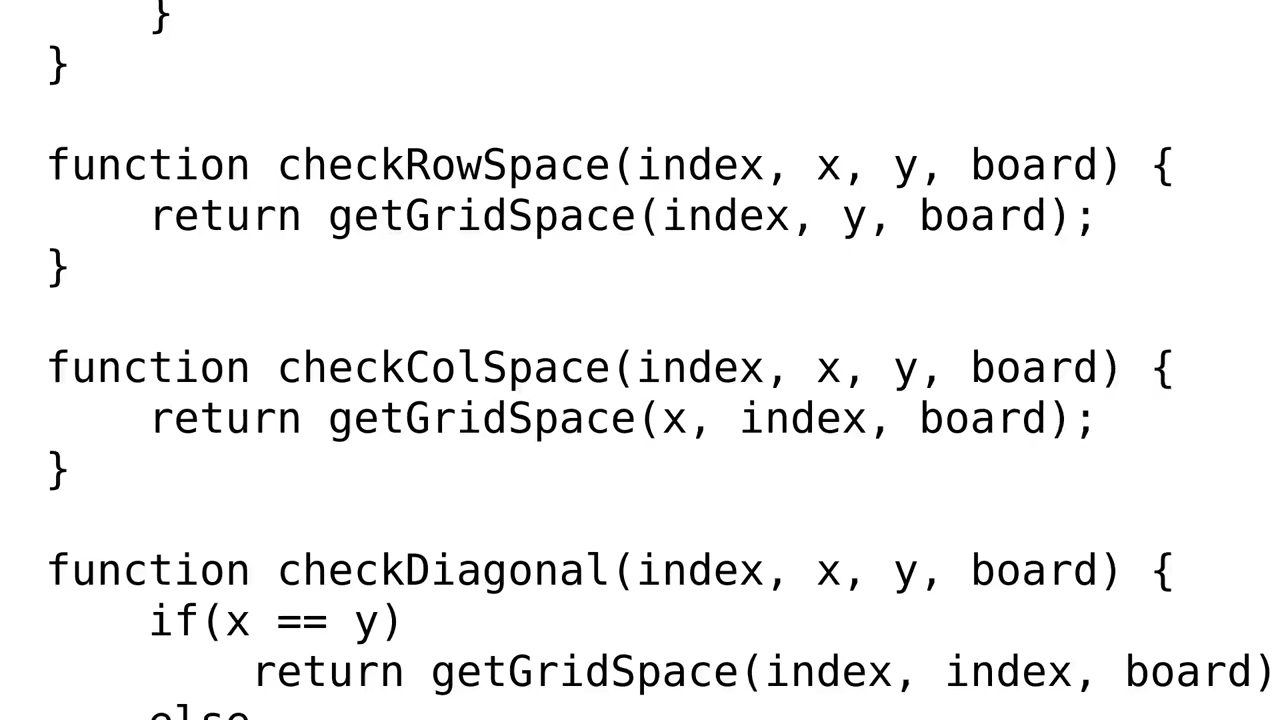 }
}

function checkRowSpace(index, x, y, board) {
    return getGridSpace(index, y, board);
}

function checkColSpace(index, x, y, board) {
    return getGridSpace(x, index, board);
}

function checkDiagonal(index, x, y, board) {
    if(x == y)
        return getGridSpace(index, index, board)
    else